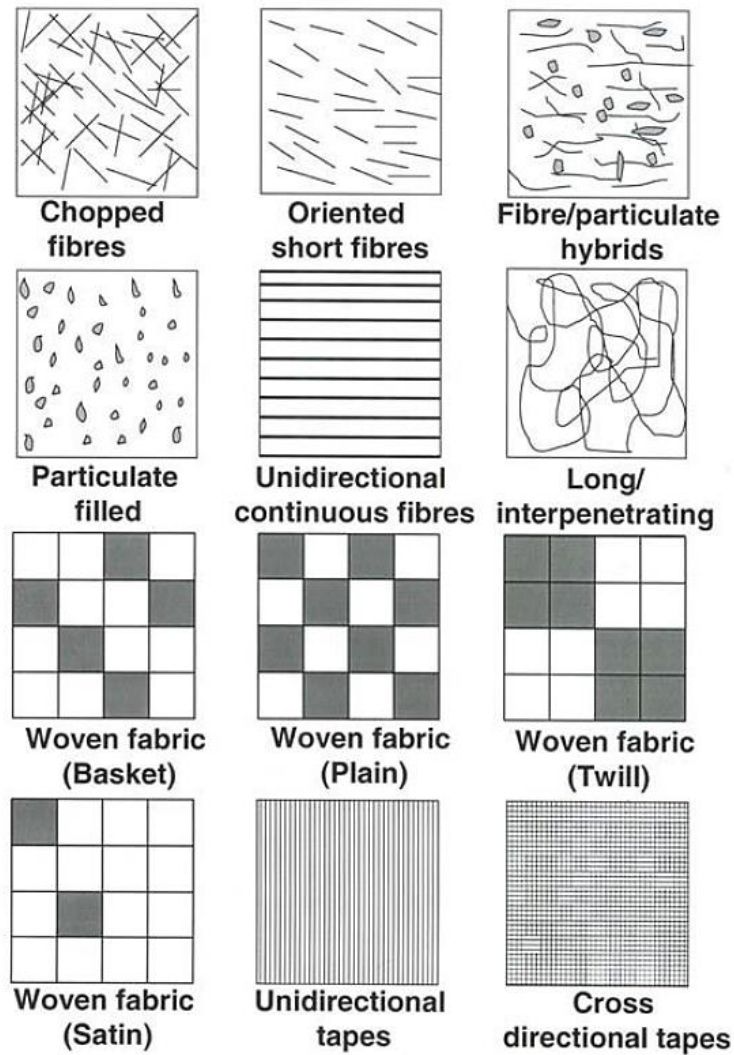 Chopped
fibres
Oriented
short fibres
Fibre/particulate
hybrids
Particulate
filled
Unidirectional
continuous fibres
Long/
interpenetrating
Woven fabric
(Basket)
Woven fabric
(Plain)
Woven fabric
(Twill)
Woven fabric
(Satin)
Unidirectional
tapes
Cross
directional tapes